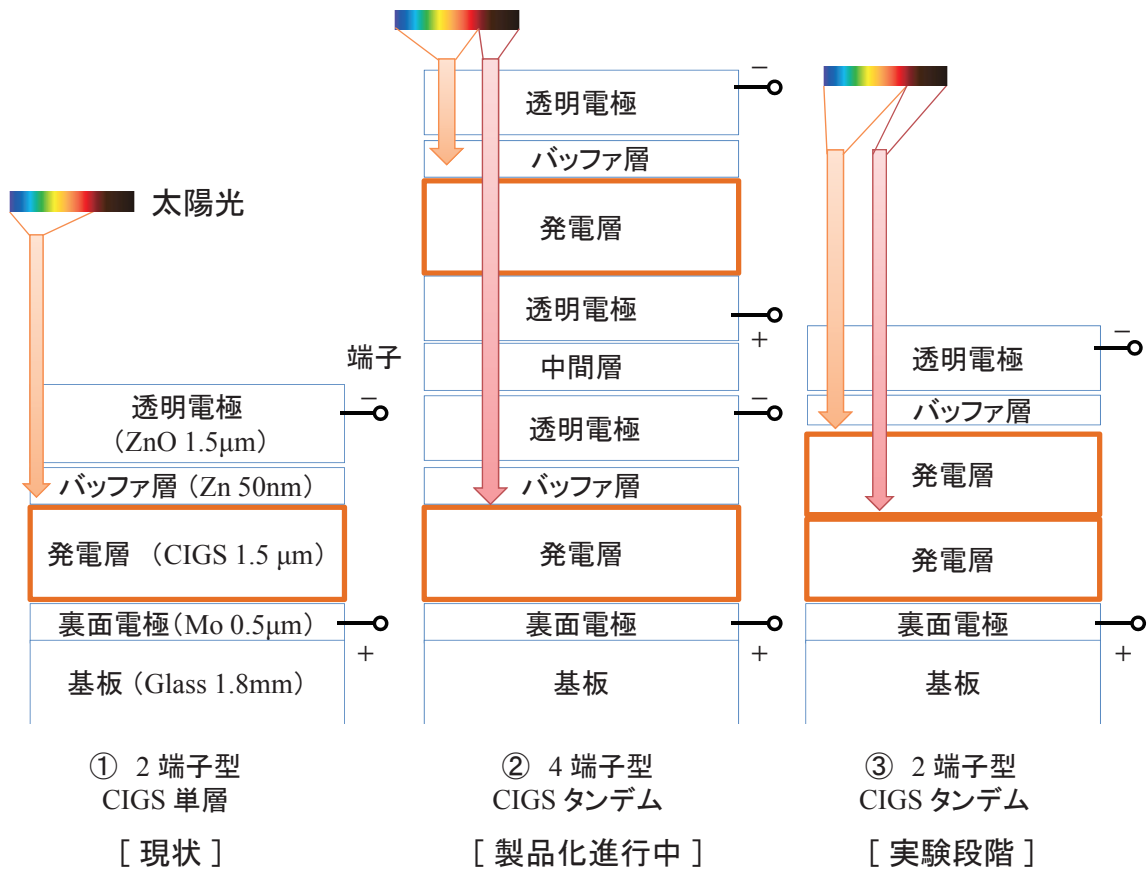 太陽光
端子
透明電極
(ZnO 1.5μm)
−
バッファ層 (Zn 50nm)
発電層 (CIGS 1.5 μm)
裏面電極(Mo 0.5μm)
+
基板(Glass 1.8mm)
① 2 端子型
CIGS 単層
[ 現状 ]
−
透明電極
バッファ層
発電層
透明電極
+
中間層
−
透明電極
バッファ層
発電層
裏面電極
+
基板
② 4 端子型
CIGS タンデム
[ 製品化進行中 ]
−
透明電極
バッファ層
発電層
発電層
裏面電極
+
基板
③ 2 端子型
CIGS タンデム
[ 実験段階 ]